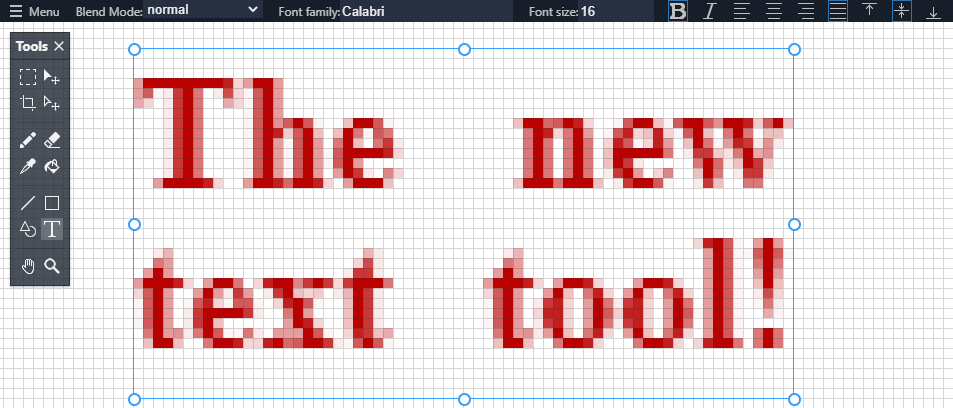 Menu Blend Mode: normal Font family: Calabri Font size: 16 B I
Tools
T
The new
text tool!